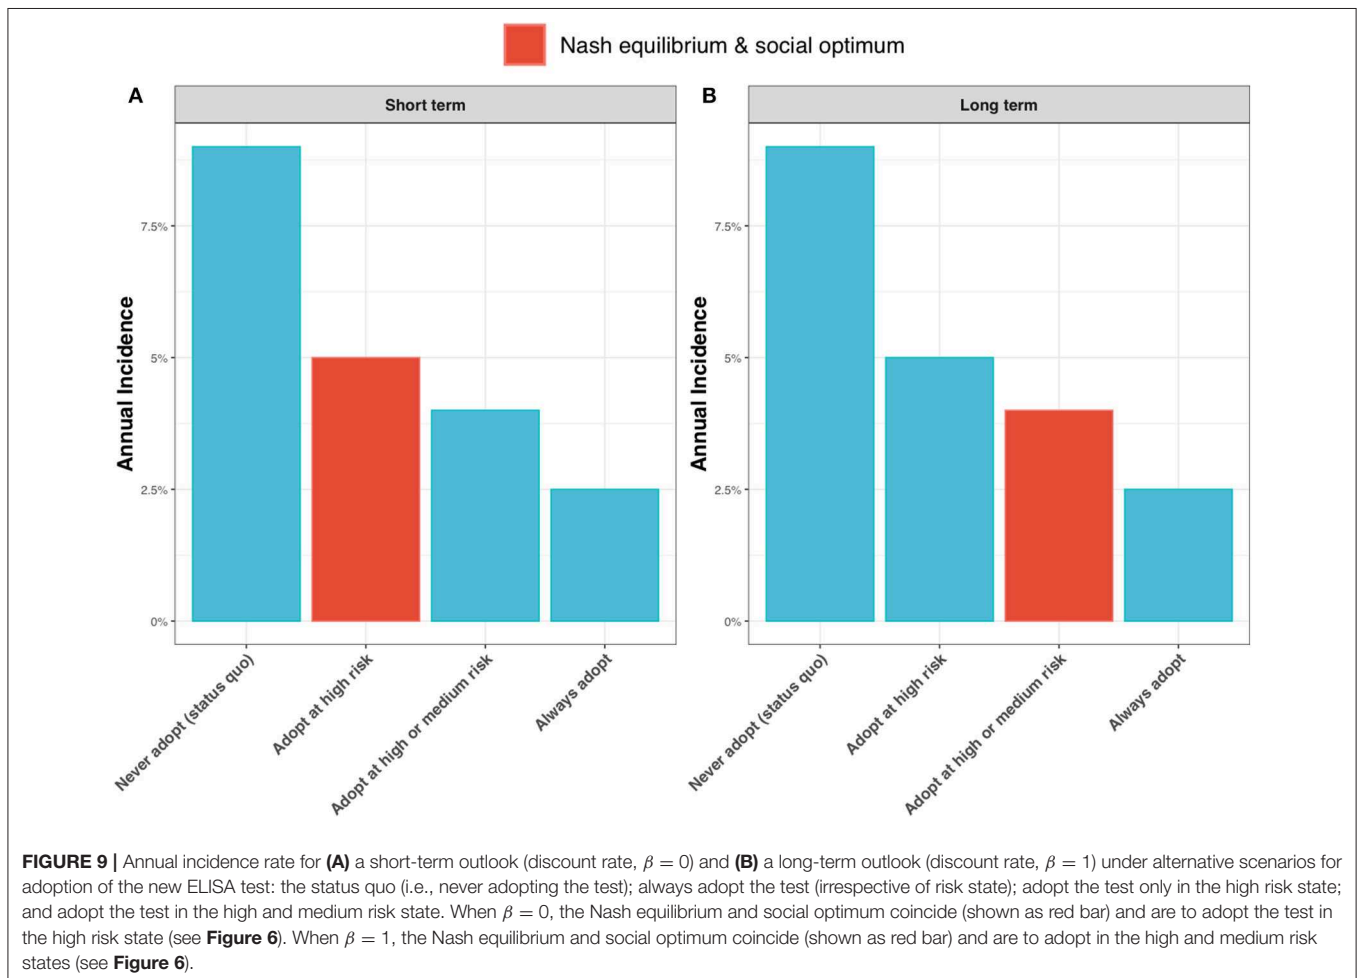 Nash equilibrium & social optimum
A
Short term
Annual Incidence
7.5%
5%
2.5%
0%
Never adopt (status quo)
Adopt at high risk
Adopt at high or medium risk
Always adopt
B
Long term
Annual Incidence
7.5%
5%
2.5%
0%
Never adopt (status quo)
Adopt at high risk
Adopt at high or medium risk
Always adopt
FIGURE 9 | Annual incidence rate for (A) a short-term outlook (discount rate, β = 0) and (B) a long-term outlook (discount rate, β = 1) under alternative scenarios for
adoption of the new ELISA test: the status quo (i.e., never adopting the test); always adopt the test (irrespective of risk state); adopt the test only in the high risk state;
and adopt the test in the high and medium risk state. When β = 0, the Nash equilibrium and social optimum coincide (shown as red bar) and are to adopt the test in
the high risk state (see Figure 6). When β = 1, the Nash equilibrium and social optimum coincide (shown as red bar) and are to adopt in the high and medium risk
states (see Figure 6).